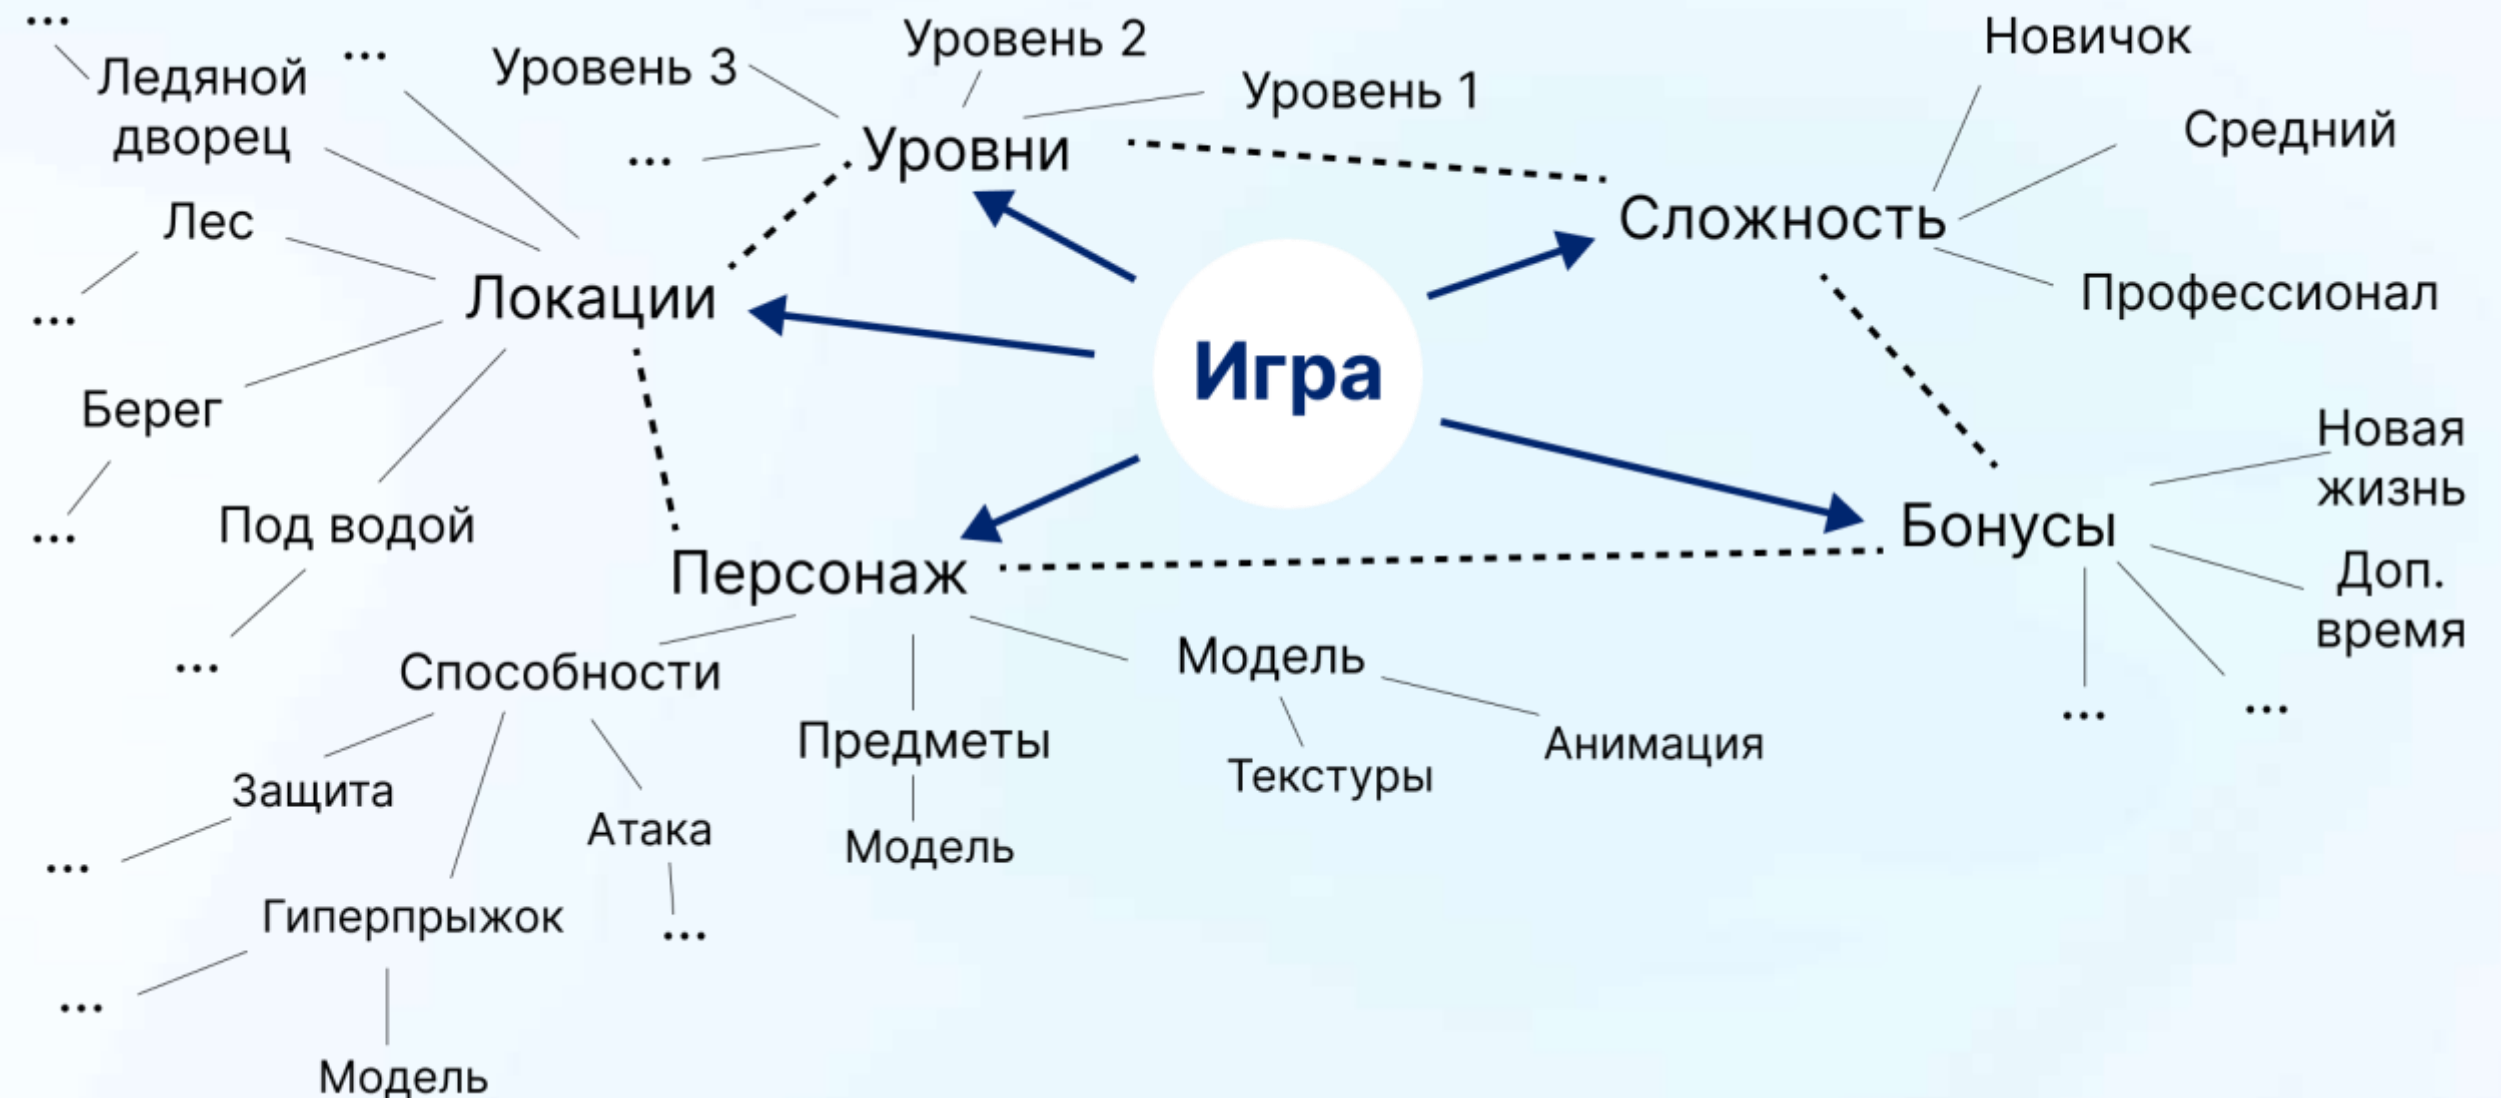 ...
Ледяной
дворец
...
Уровень 3
Уровень 2
Уровень 1
Уровни
...
Новичок
Средний
Сложность
Профессионал
Лес
...
Локации
Игра
Берег
...
Под водой
...
Новая
жизнь
Бонусы
Доп.
время
...
...
Персонаж
Способности
Модель
Предметы
Текстуры
Анимация
Защита
...
Атака
...
Модель
Гиперпрыжок
...
Модель